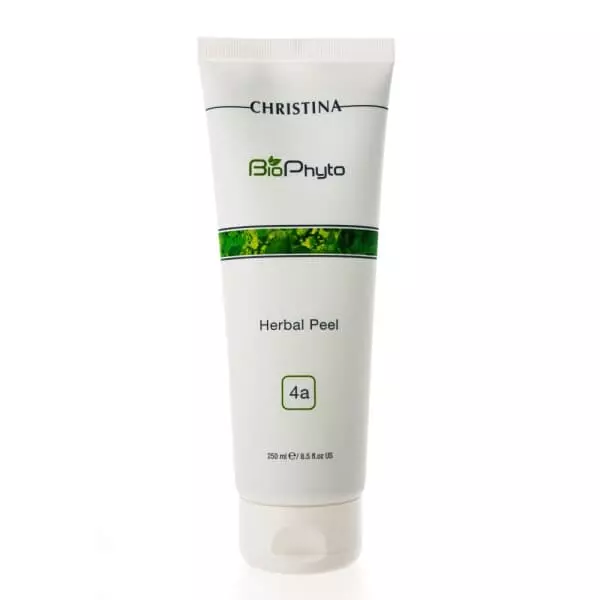 CHRISTINA
BioPhyto
Herbal Peel
4a
250 ml ℮/ 8.5 fl.oz US